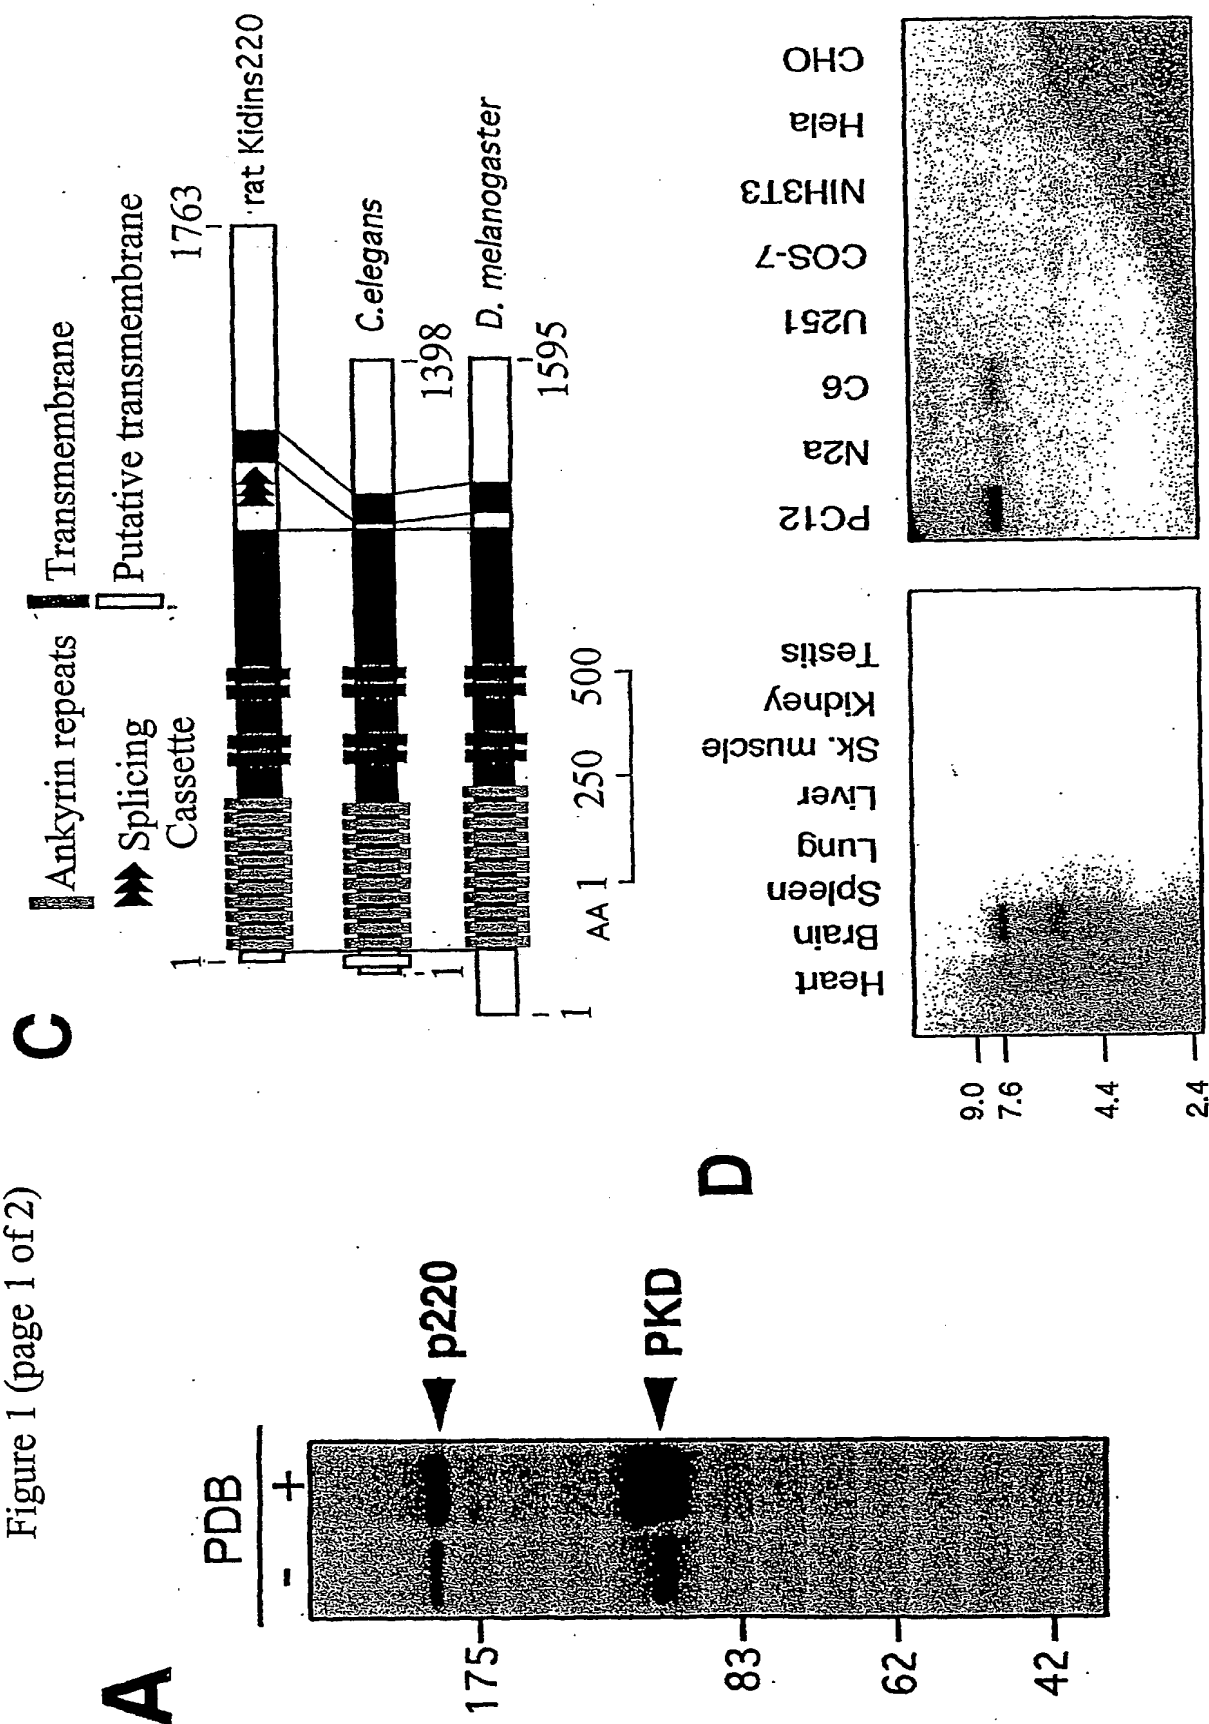 Figure 1 (page 1 of 2)
A
PDB
- +
175
83
62
42
p220
PKD
C
Ankyrin repeats
Transmembrane
Splicing
Cassette
Putative transmembrane
1
1763
rat Kidins220
C.elegans
1
1398
D. melanogaster
1
1595
AA 1 250 500
D
9.0
7.6
4.4
2.4
Heart
Brain
Spleen
Lung
Liver
Sk. muscle
Kidney
Testis
PC12
N2a
C6
U251
COS-7
NIH3T3
Hela
CHO